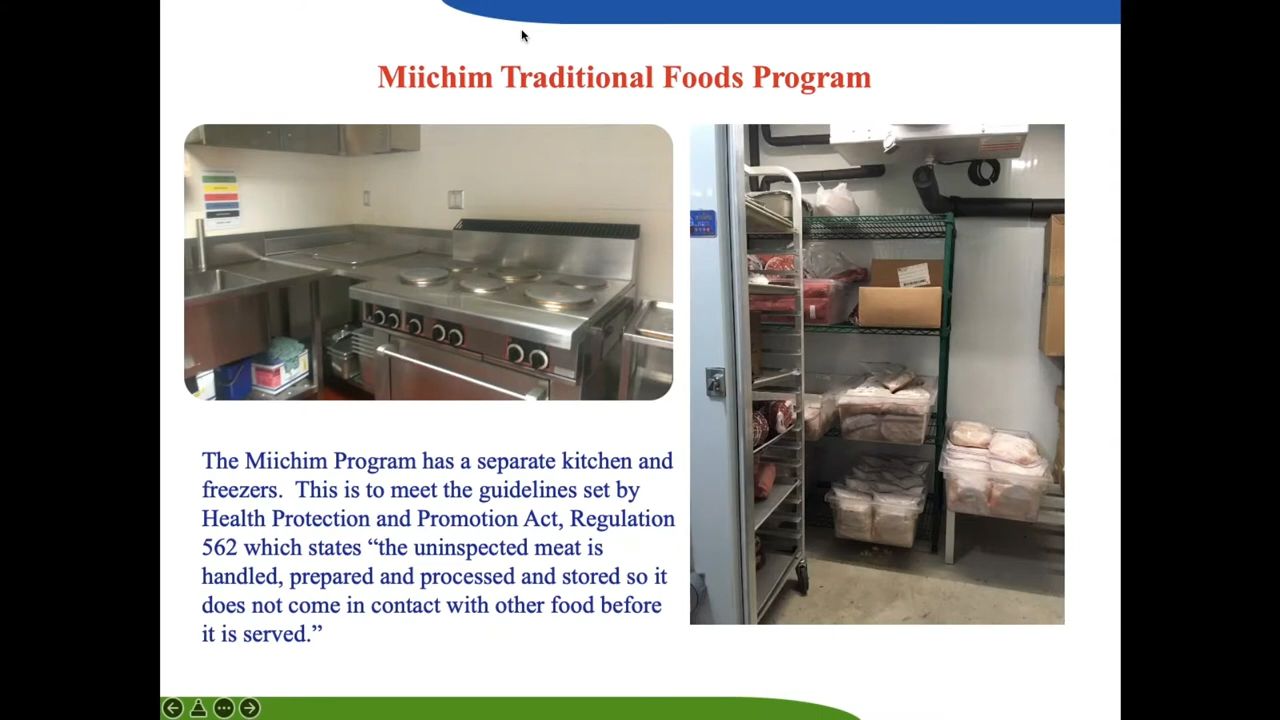 Miichim Traditional Foods Program
The Miichim Program has a separate kitchen and
freezers.  This is to meet the guidelines set by
Health Protection and Promotion Act, Regulation
562 which states “the uninspected meat is
handled, prepared and processed and stored so it
does not come in contact with other food before
it is served.”